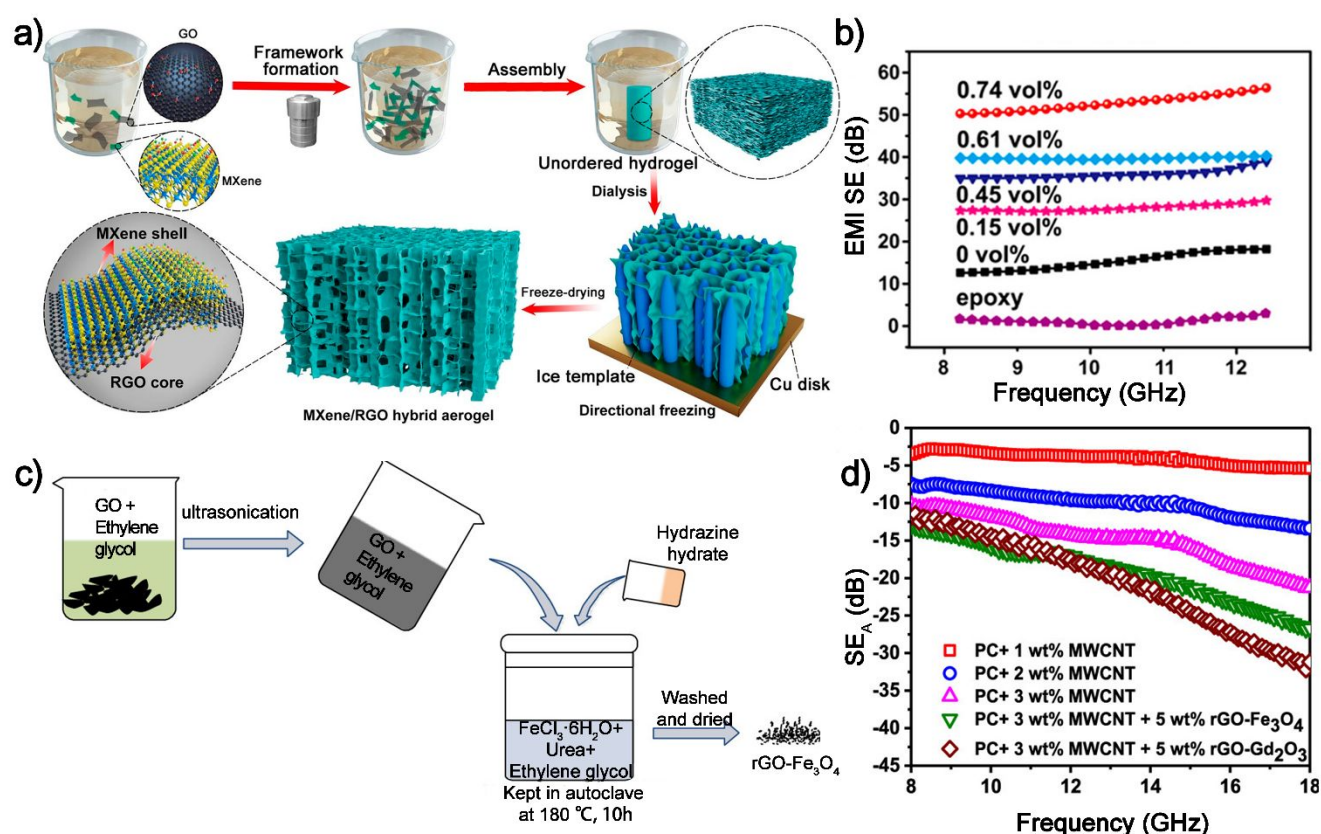 a)
GO
Framework
formation
Assembly
MXene
Unordered hydrogel
Dialysis
MXene shell
RGO core
Freeze-drying
Ice template
Cu disk
MXene/RGO hybrid aerogel
Directional freezing
b)
EMI SE (dB)
60
50
40
30
20
10
0
0.74 vol%
0.61 vol%
0.45 vol%
0.15 vol%
0 vol%
epoxy
8 9 10 11 12
Frequency (GHz)
c)
GO +
Ethylene
glycol
ultrasonication
GO +
Ethylene
glycol
Hydrazine
hydrate
FeCl₃·6H₂O+
Urea+
Ethylene glycol
Kept in autoclave
at 180 ℃, 10h
Washed
and dried
rGO-Fe₃O₄
d)
SE_A (dB)
0
-5
-10
-15
-20
-25
-30
-35
-40
-45
PC+ 1 wt% MWCNT
PC+ 2 wt% MWCNT
PC+ 3 wt% MWCNT
PC+ 3 wt% MWCNT + 5 wt% rGO-Fe₃O₄
PC+ 3 wt% MWCNT + 5 wt% rGO-Gd₂O₃
8 10 12 14 16 18
Frequency (GHz)